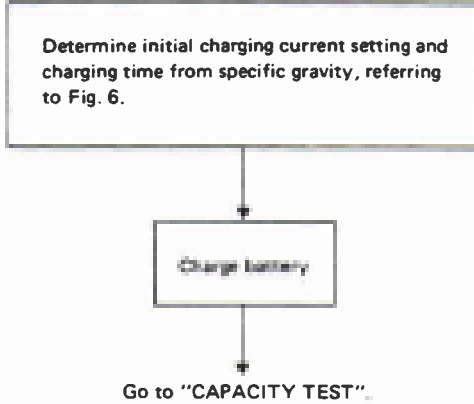 Determine initial charging current setting and
charging time from specific gravity, referring
to Fig. 6.
Charge battery
Go to "CAPACITY TEST".